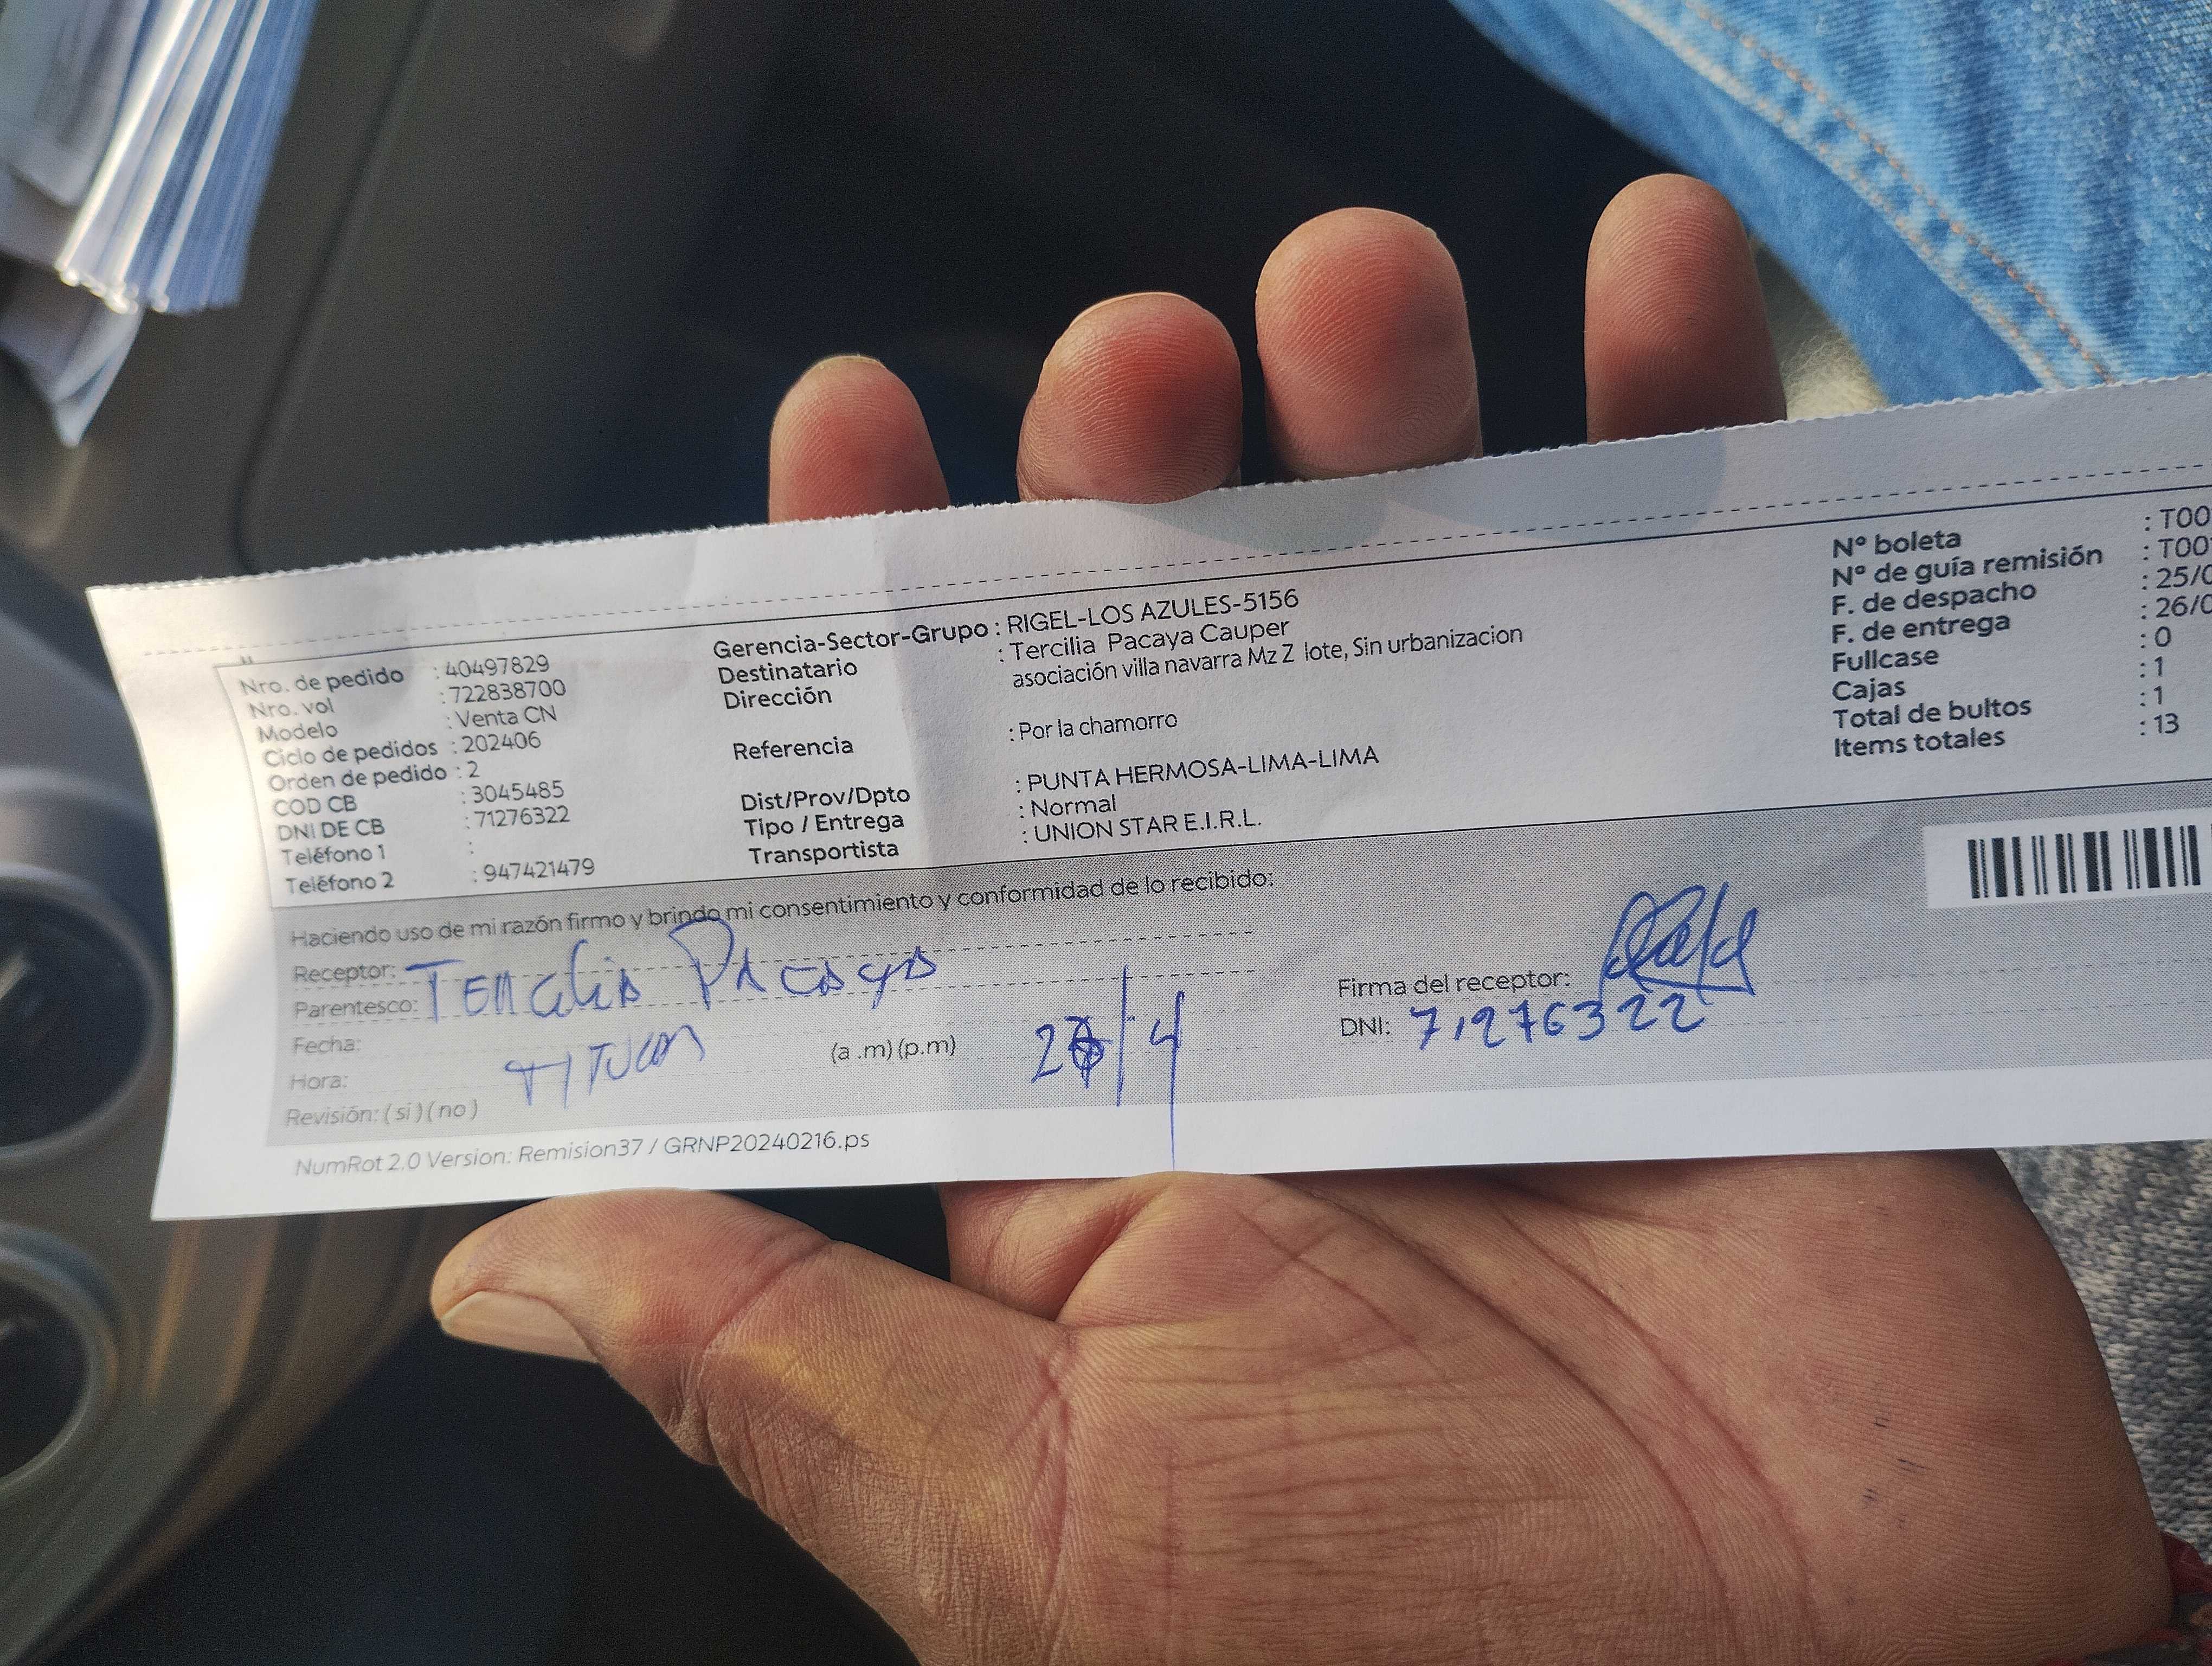 Nro. de pedido : 40497829
Nro. vol : 722838700
Modelo : Venta CN
Ciclo de pedidos : 202406
Orden de pedido : 2
COD CB : 3045485
DNI DE CB : 71276322
Teléfono 1 :
Teléfono 2 : 947421479
Gerencia-Sector-Grupo : RIGEL-LOS AZULES-5156
Destinatario : Tercilia Pacaya Cauper
Dirección asociación villa navarra Mz Z lote, Sin urbanizacion
Referencia : Por la chamorro
Dist/Prov/Dpto : PUNTA HERMOSA-LIMA-LIMA
Tipo / Entrega : Normal
Transportista : UNION STAR E.I.R.L.
Nº boleta : T00
Nº de guía remisión : T00
F. de despacho : 25/0
F. de entrega : 26/0
Fullcase : 0
Cajas : 1
Total de bultos : 1
Items totales : 13
Haciendo uso de mi razón firmo y brindo mi consentimiento y conformidad de lo recibido:
Receptor:
Parentesco:
Fecha:
Hora: (a .m) (p.m)
Revisión: ( si ) ( no )
Firma del receptor:
DNI: 71276322
NumRot 2.0 Version: Remision37 / GRNP20240216.ps